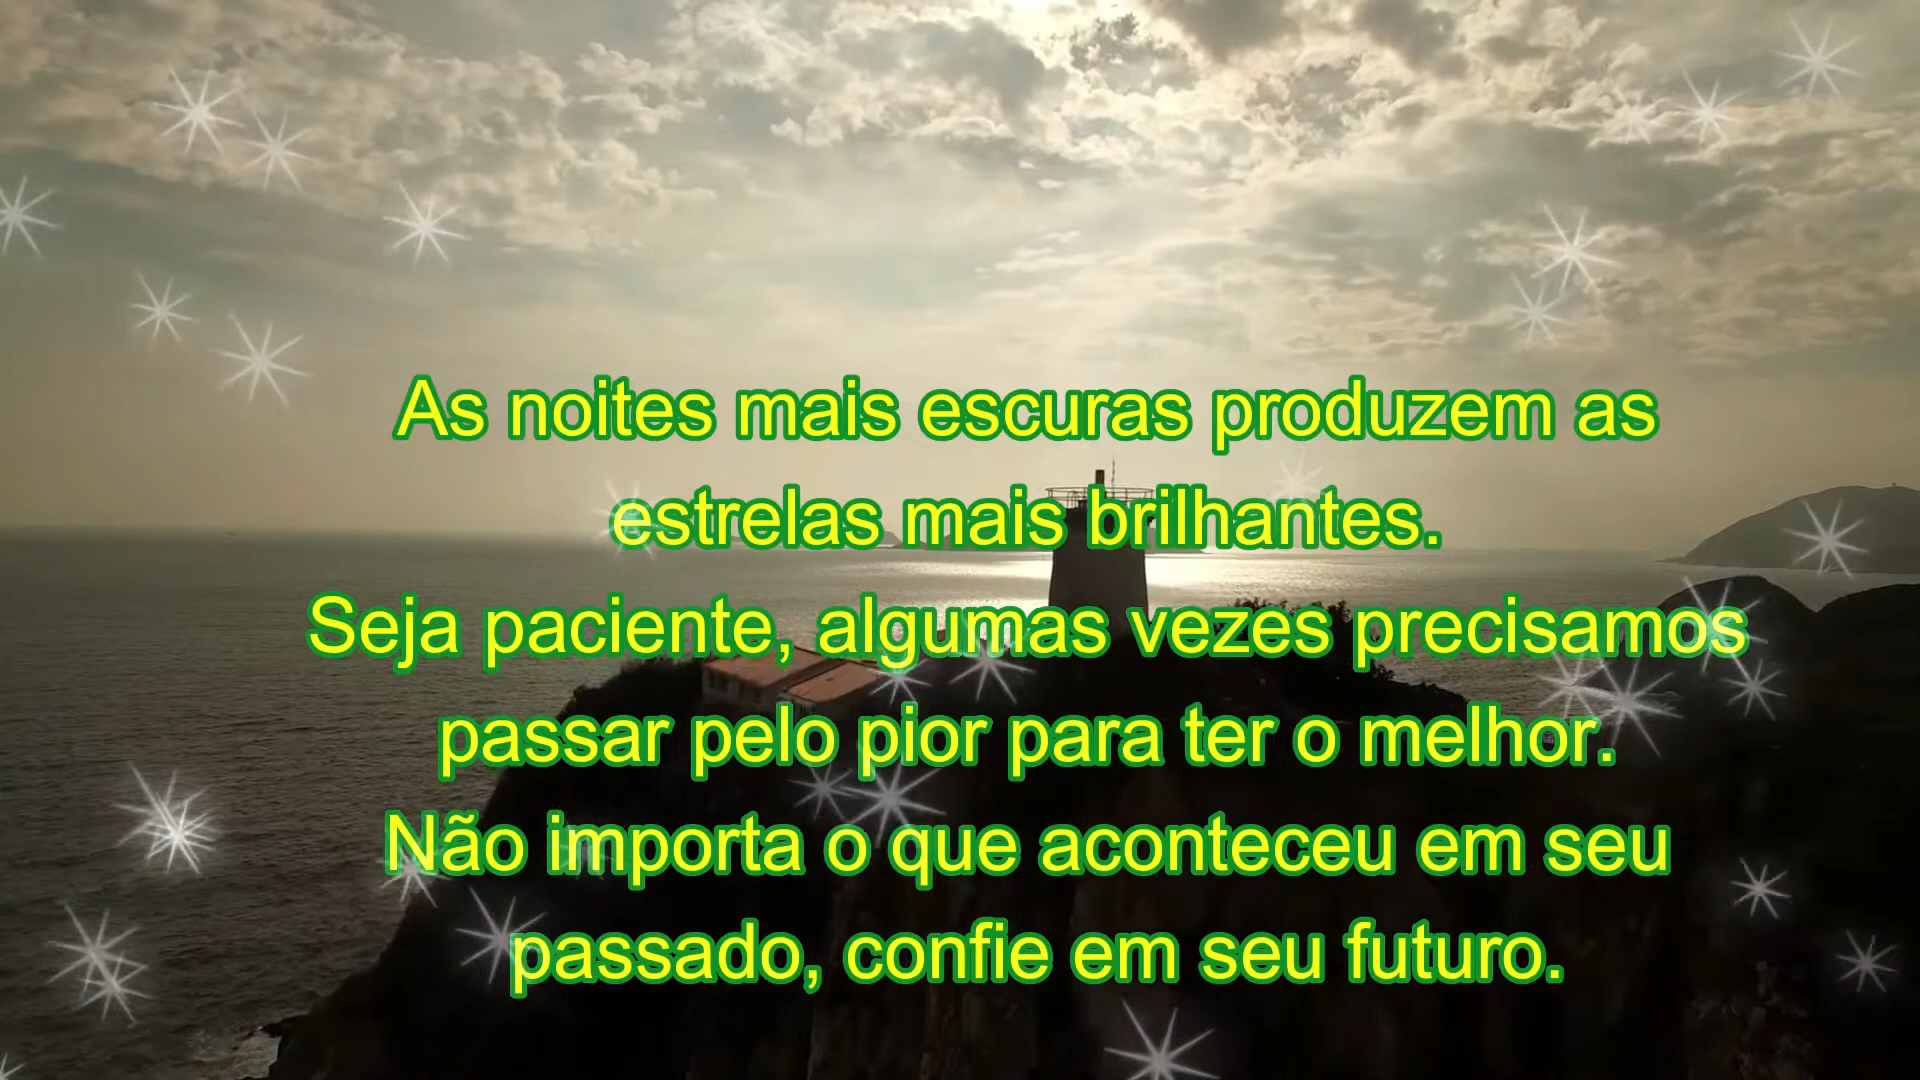 As noites mais escuras produzem as
estrelas mais brilhantes.
Seja paciente, algumas vezes precisamos
passar pelo pior para ter o melhor.
Não importa o que aconteceu em seu
passado, confie em seu futuro.